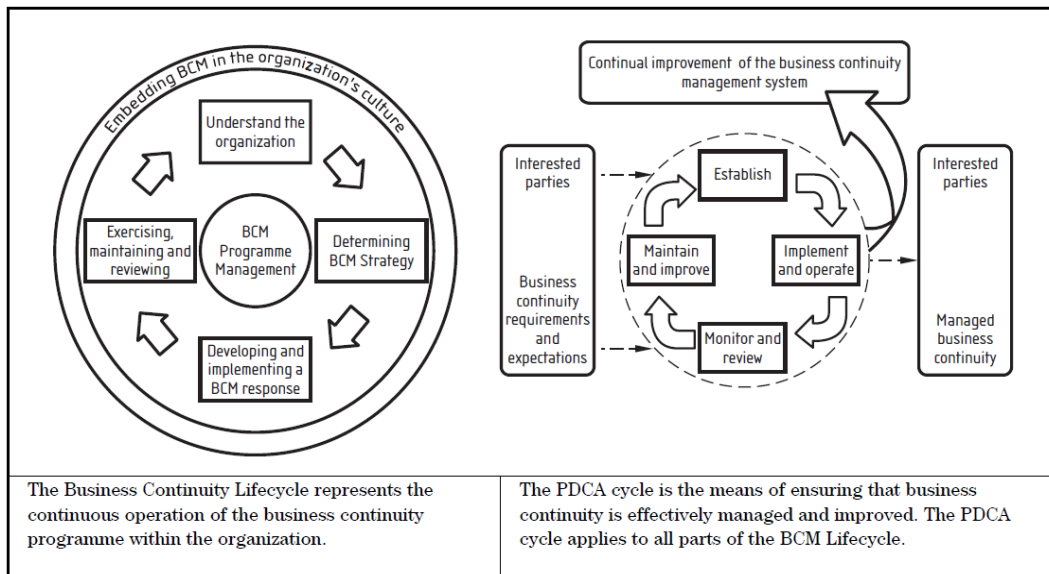 Embedding BCM in the organization's culture
Understand the
organization
Exercising,
maintaining and
reviewing
BCM
Programme
Management
Determining
BCM Strategy
Developing and
implementing a
BCM response
Continual improvement of the business continuity
management system
Interested
parties
Business
continuity
requirements
and
expectations
Establish
Maintain
and improve
Implement
and operate
Monitor and
review
Interested
parties
Managed
business
continuity
The Business Continuity Lifecycle represents the
continuous operation of the business continuity
programme within the organization.
The PDCA cycle is the means of ensuring that business
continuity is effectively managed and improved. The PDCA
cycle applies to all parts of the BCM Lifecycle.